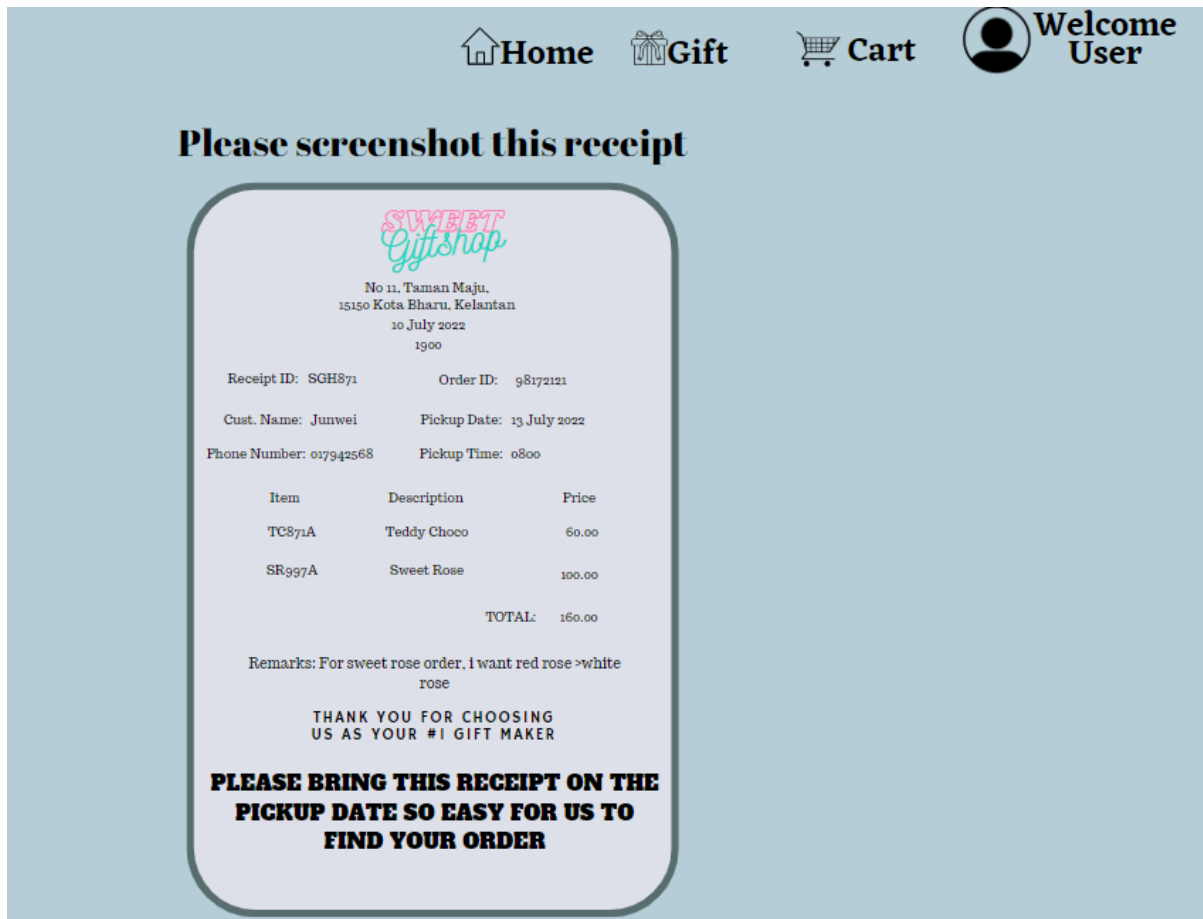 Home Gift Cart Welcome
User
Please screenshot this receipt
SWEET
Giftshop
No 11, Taman Maju,
15150 Kota Bharu, Kelantan
10 July 2022
1900
Receipt ID: SGH871 Order ID: 98172121
Cust. Name: Junwei Pickup Date: 13 July 2022
Phone Number: 017942568 Pickup Time: 0800
Item Description Price
TC871A Teddy Choco 60.00
SR997A Sweet Rose 100.00
TOTAL: 160.00
Remarks: For sweet rose order, i want red rose >white
rose
THANK YOU FOR CHOOSING
US AS YOUR #1 GIFT MAKER
PLEASE BRING THIS RECEIPT ON THE
PICKUP DATE SO EASY FOR US TO
FIND YOUR ORDER